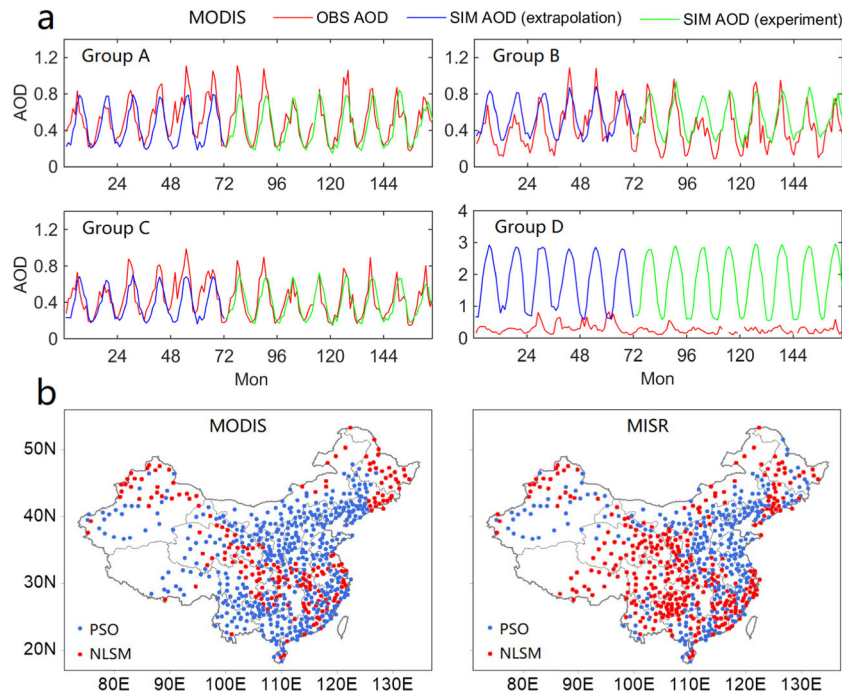 a MODIS OBS AOD SIM AOD (extrapolation) SIM AOD (experiment)
Group A Group B
AOD
1.2
0.8
0.4
0
24 48 72 96 120 144
1.2
0.8
0.4
0
24 48 72 96 120 144
Group C Group D
AOD
1.2
0.8
0.4
0
24 48 72 96 120 144
Mon
4
3
2
1
0
24 48 72 96 120 144
Mon
b
MODIS MISR
50N
40N
30N
20N
PSO
NLSM
80E 90E 100E 110E 120E 130E
PSO
NLSM
80E 90E 100E 110E 120E 130E